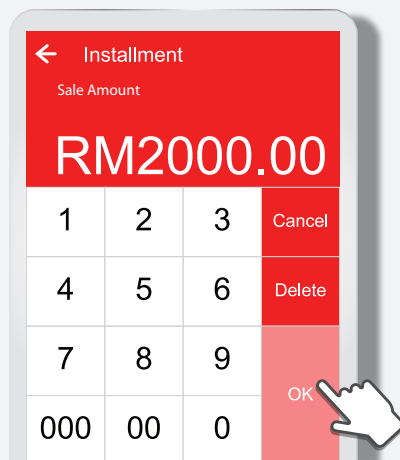 Installment
Sale Amount
RM2000.00
1 2 3 Cancel
4 5 6 Delete
7 8 9
OK
000 00 0